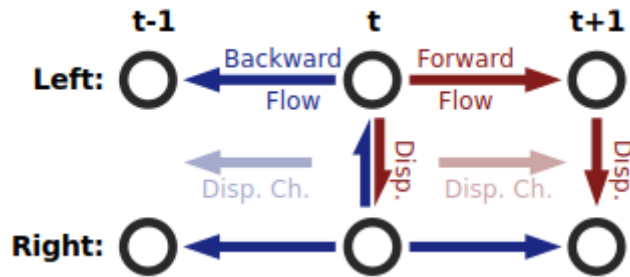 t-1 t t+1
Left:
Backward Forward
Flow Flow
Disp. Disp.
Disp. Ch. Disp. Ch.
Right: